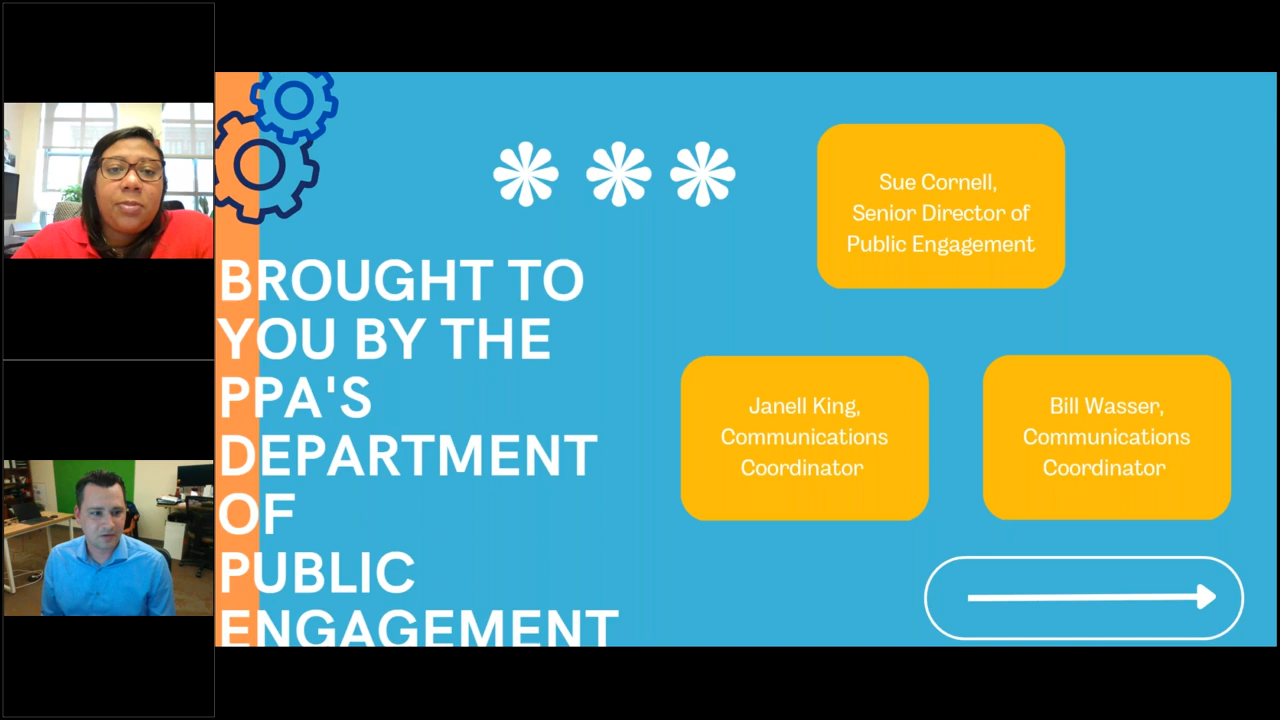 BROUGHT TO
YOU BY THE
PPA'S
DEPARTMENT
OF
PUBLIC
ENGAGEMENT
Sue Cornell,
Senior Director of
Public Engagement
Janell King,
Communications
Coordinator
Bill Wasser,
Communications
Coordinator